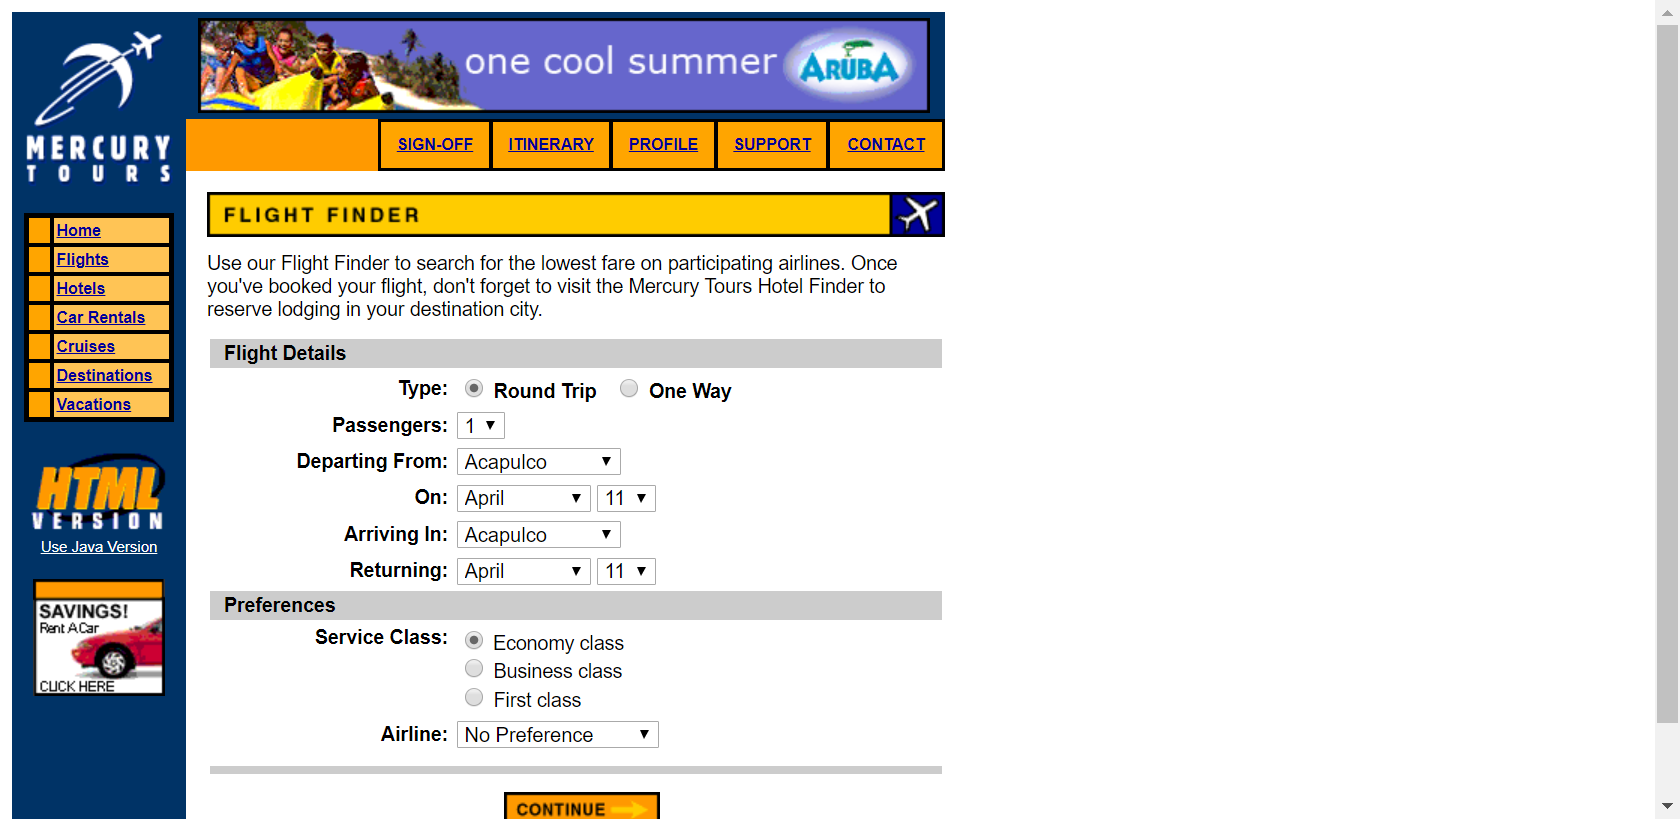 one cool summer ARUBA
MERCURY
TOURS
SIGN-OFF ITINERARY PROFILE SUPPORT CONTACT
Home
Flights
Hotels
Car Rentals
Cruises
Destinations
Vacations
HTML
VERSION
Use Java Version
SAVINGS!
Rent A Car
CLICK HERE
FLIGHT FINDER
Use our Flight Finder to search for the lowest fare on participating airlines. Once
you've booked your flight, don't forget to visit the Mercury Tours Hotel Finder to
reserve lodging in your destination city.
Flight Details
Type: Round Trip One Way
Passengers: 1
Departing From: Acapulco
On: April 11
Arriving In: Acapulco
Returning: April 11
Preferences
Service Class: Economy class
Business class
First class
Airline: No Preference
CONTINUE